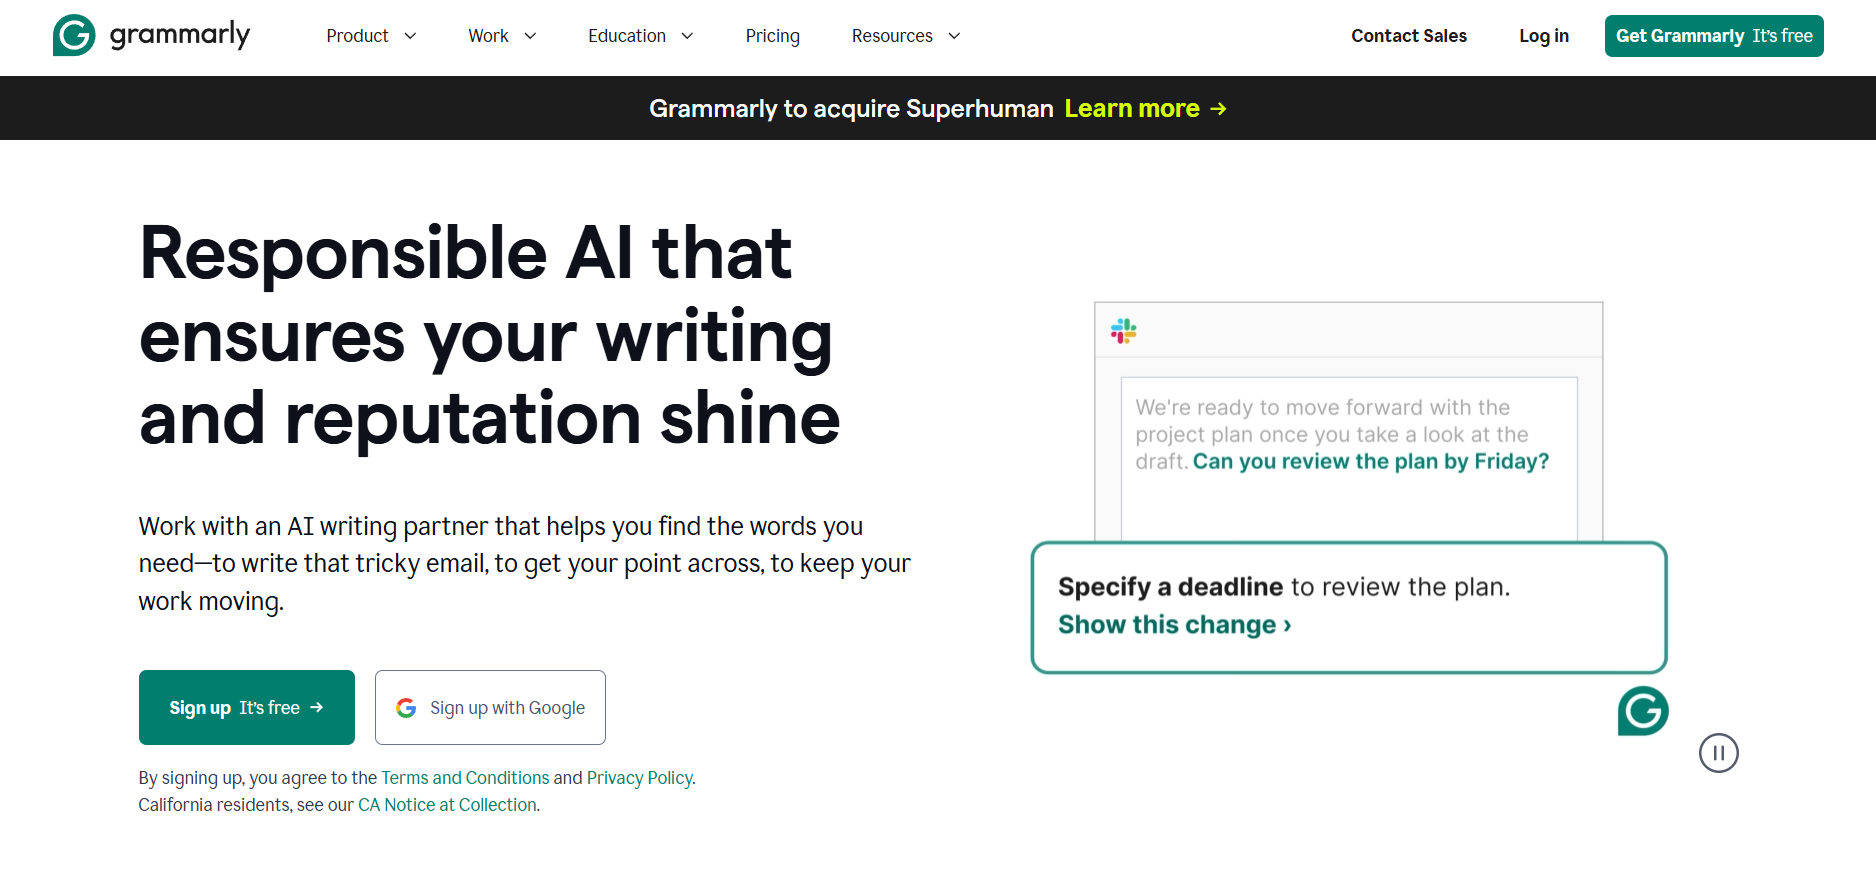 grammarly
Product Work Education Pricing Resources Contact Sales Log in Get Grammarly It's free
Grammarly to acquire Superhuman Learn more →
Responsible AI that
ensures your writing
and reputation shine
Work with an AI writing partner that helps you find the words you
need—to write that tricky email, to get your point across, to keep your
work moving.
Sign up It's free →
Sign up with Google
By signing up, you agree to the Terms and Conditions and Privacy Policy.
California residents, see our CA Notice at Collection.
We're ready to move forward with the
project plan once you take a look at the
draft. Can you review the plan by Friday?
Specify a deadline to review the plan.
Show this change ›